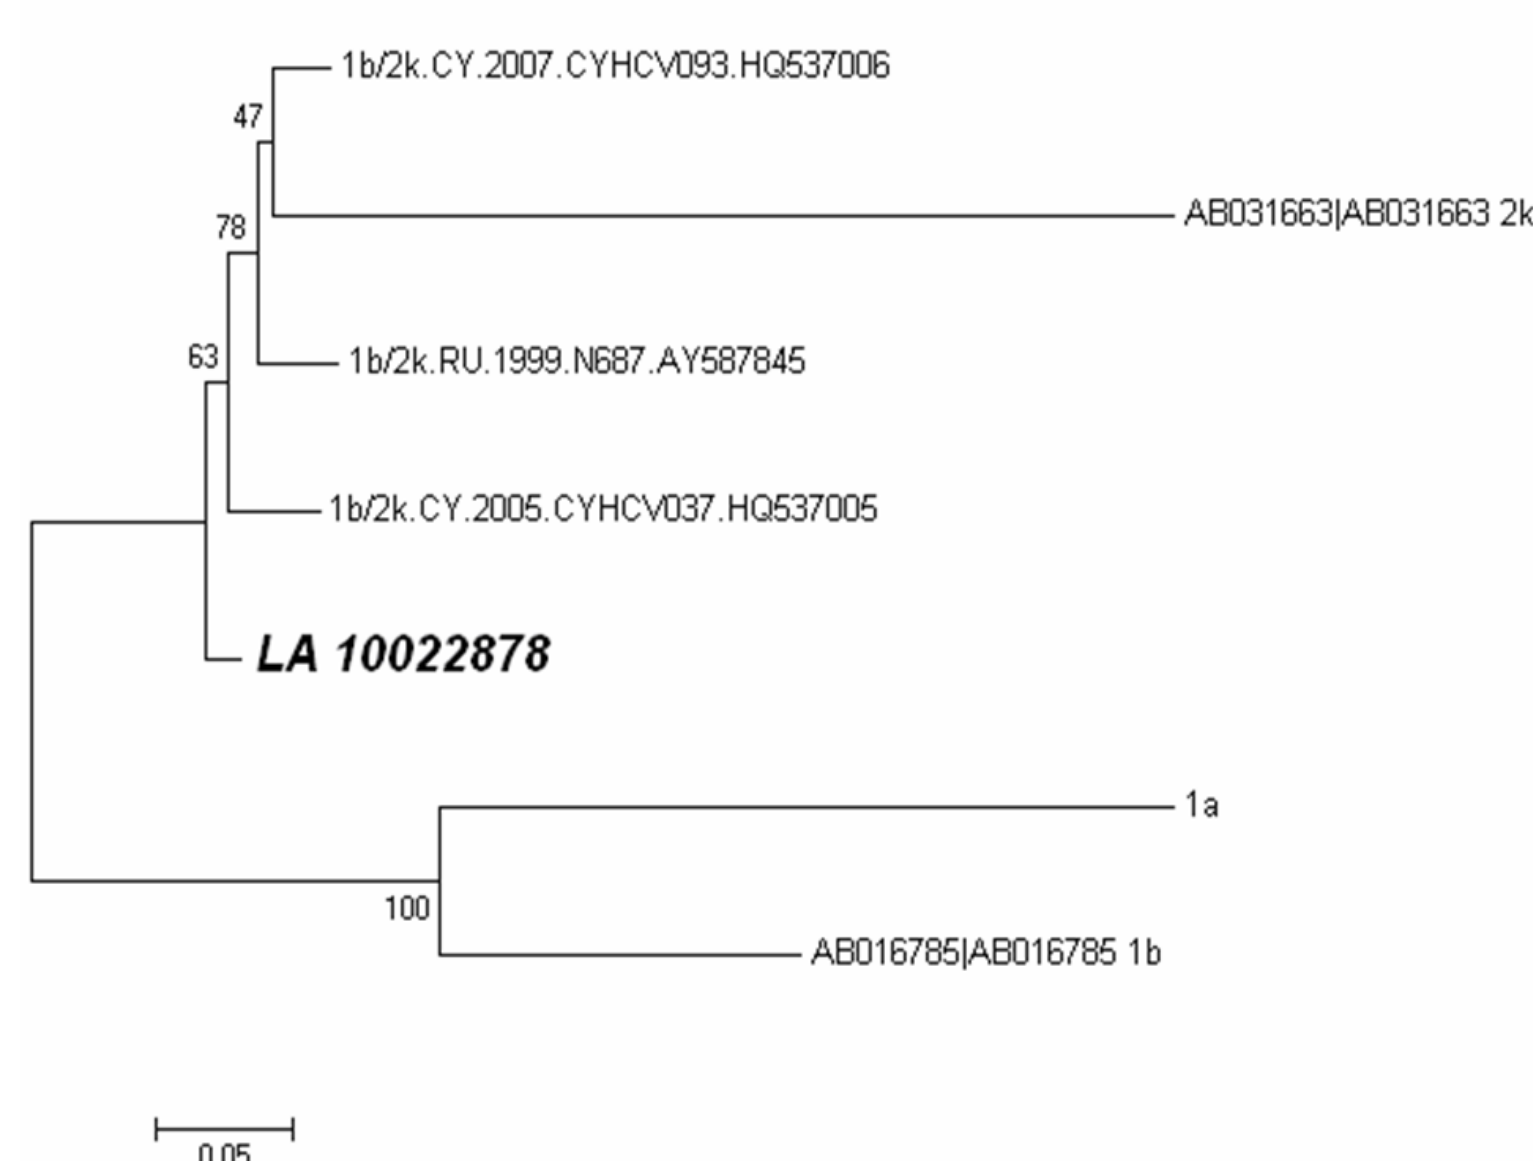 1b/2k.CY.2007.CYHCV093.HQ537006
47
AB031663|AB031663 2k
78
1b/2k.RU.1999.N687.AY587845
63
1b/2k.CY.2005.CYHCV037.HQ537005
LA 10022878
1a
100
AB016785|AB016785 1b
0.05